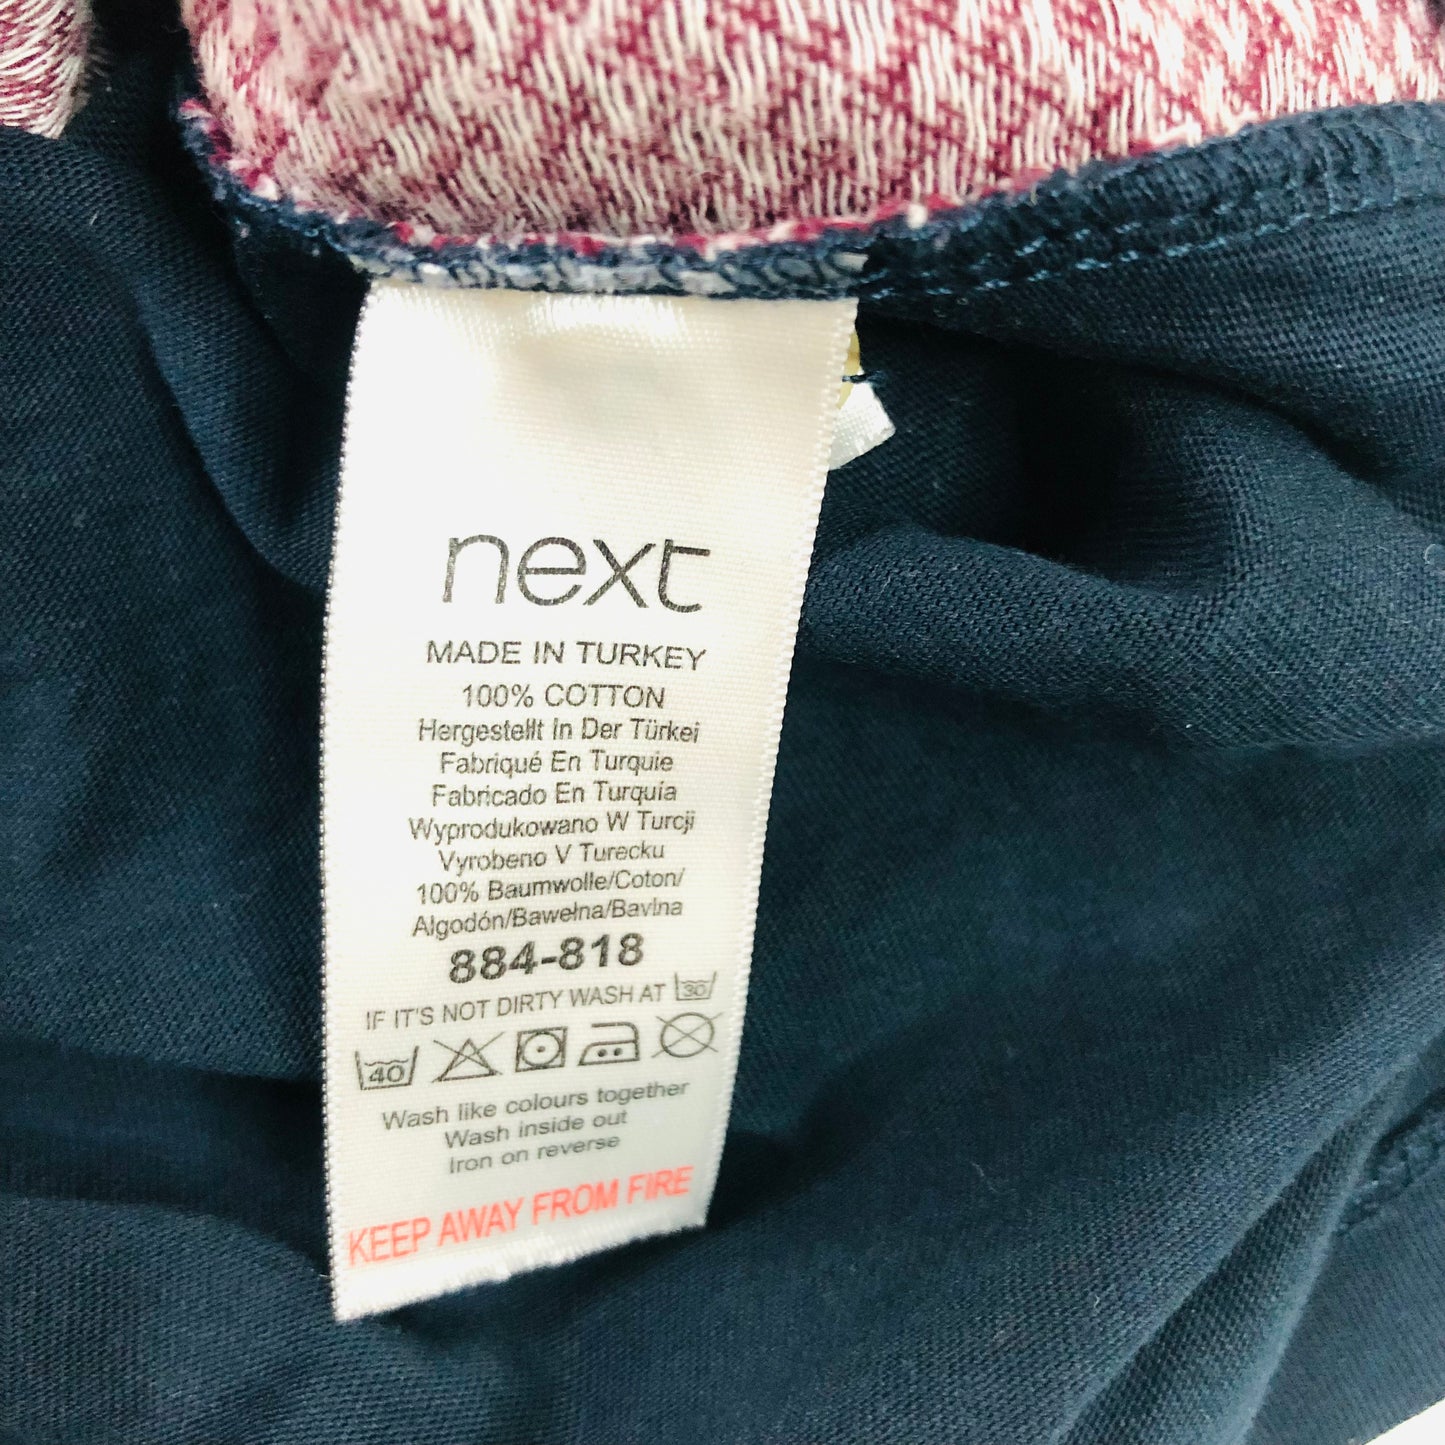 next
MADE IN TURKEY
100% COTTON
Hergestellt In Der Türkei
Fabriqué En Turquie
Fabricado En Turquía
Wyprodukowano W Turcji
Vyrobeno V Turecku
100% Baumwolle/Coton/
Algodón/Bawełna/Bavlna
884-818
IF IT'S NOT DIRTY WASH AT 30
40
Wash like colours together
Wash inside out
Iron on reverse
KEEP AWAY FROM FIRE